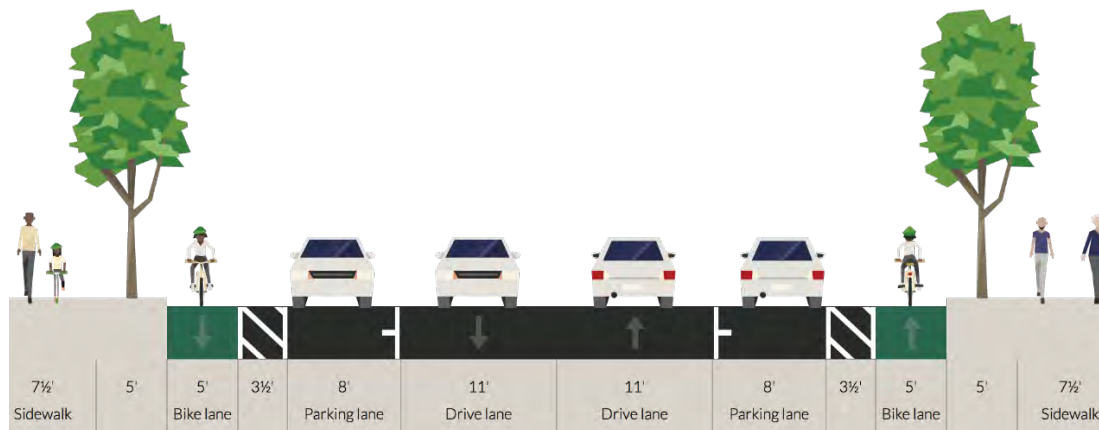 7½' 5' 5' 3½' 8' 11' 11' 8' 3½' 5' 5' 7½'
Sidewalk Bike lane Parking lane Drive lane Drive lane Parking lane Bike lane Sidewalk